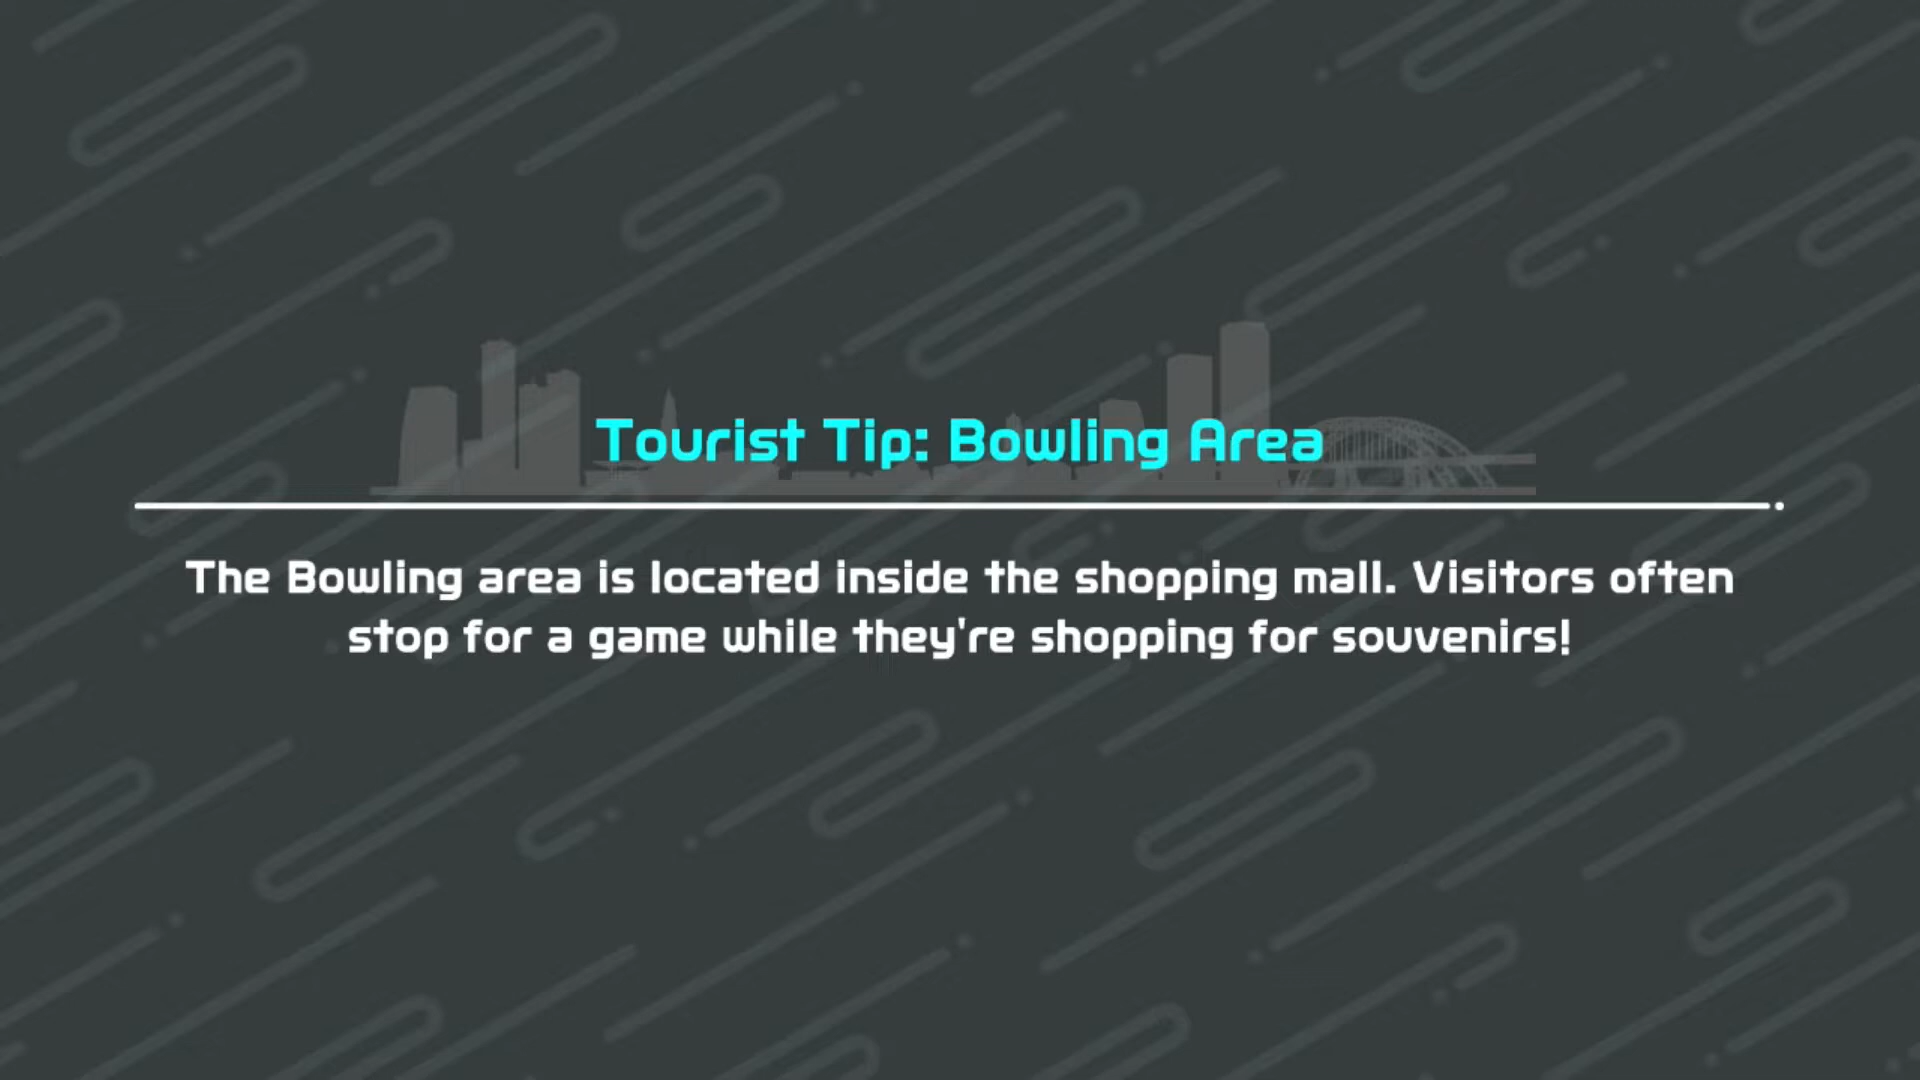 Tourist Tip: Bowling Area
The Bowling area is located inside the shopping mall. Visitors often
stop for a game while they're shopping for souvenirs!